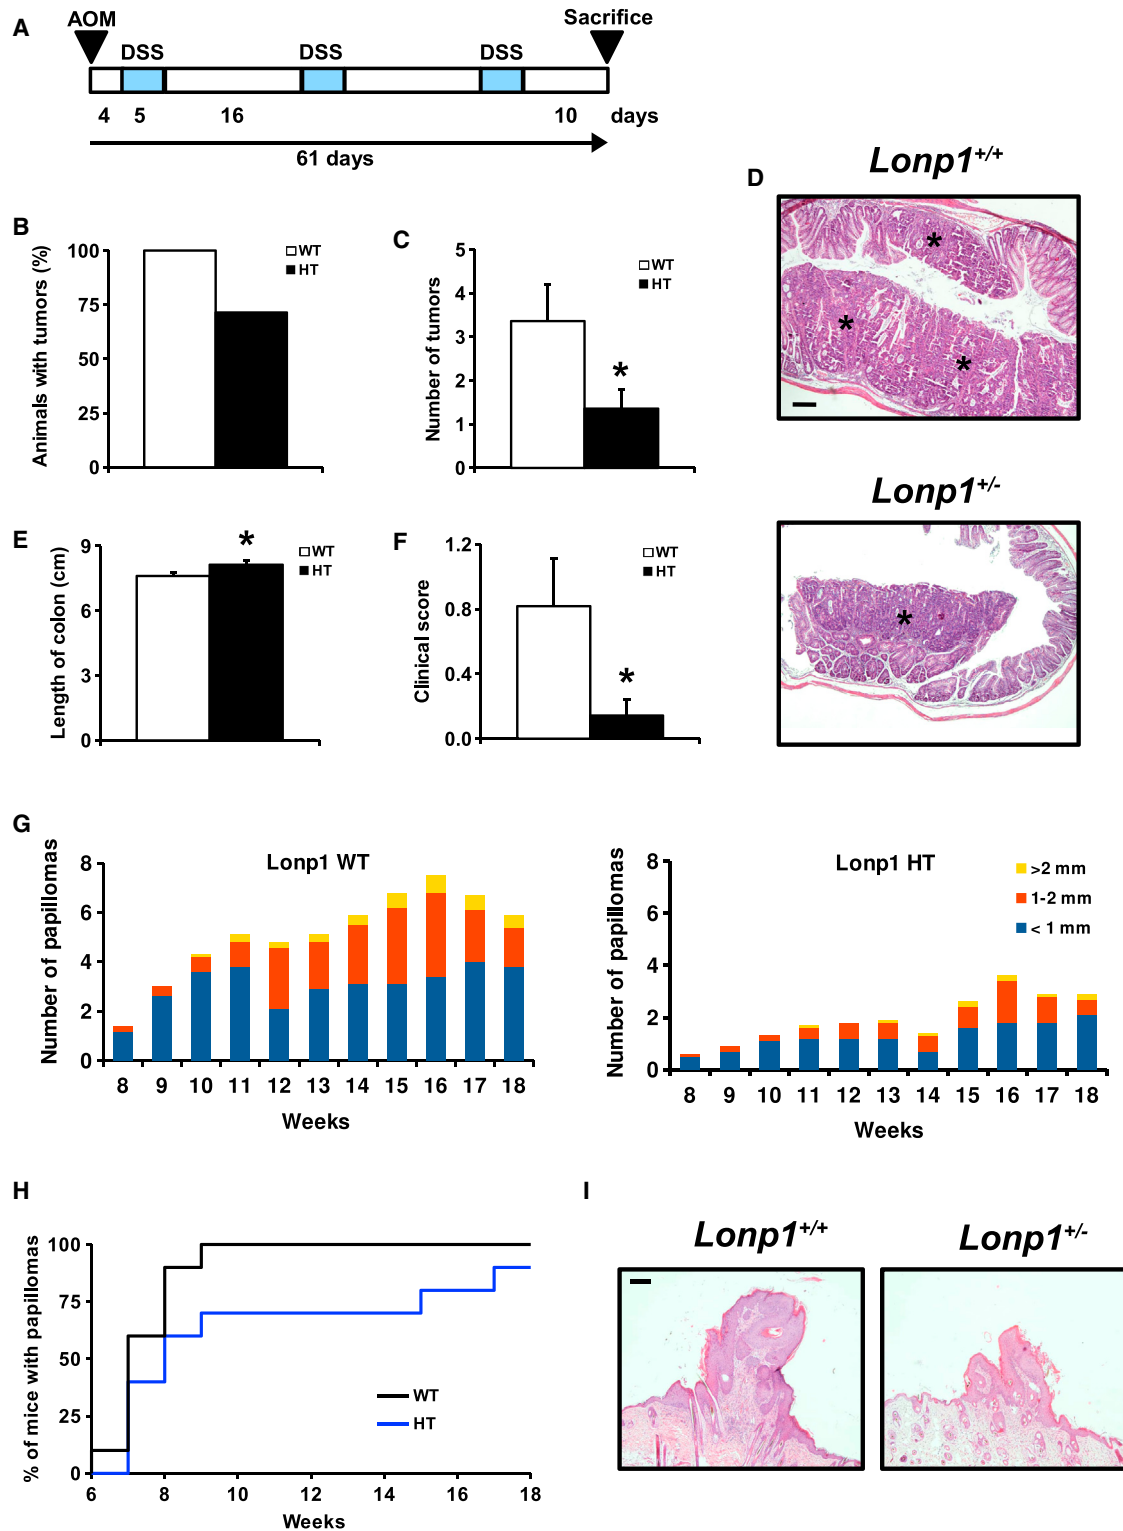 A
AOM
Sacrifice
DSS
DSS
DSS
4
5
16
10
days
61 days
B
Animals with tumors (%)
100
75
50
25
0
WT
HT
C
Number of tumors
5
4
3
2
1
0
WT
HT
*
D
Lonp1+/+
*
*
*
Lonp1+/-
*
E
Length of colon (cm)
9
6
3
0
*
WT
HT
F
Clinical score
1.2
0.8
0.4
0.0
WT
HT
*
G
Number of papillomas
Lonp1 WT
8
6
4
2
0
8 9 10 11 12 13 14 15 16 17 18
Weeks
Number of papillomas
Lonp1 HT
8
6
4
2
0
>2 mm
1-2 mm
< 1 mm
8 9 10 11 12 13 14 15 16 17 18
Weeks
H
% of mice with papillomas
100
75
50
25
0
WT
HT
6 8 10 12 14 16 18
Weeks
I
Lonp1+/+
Lonp1+/-